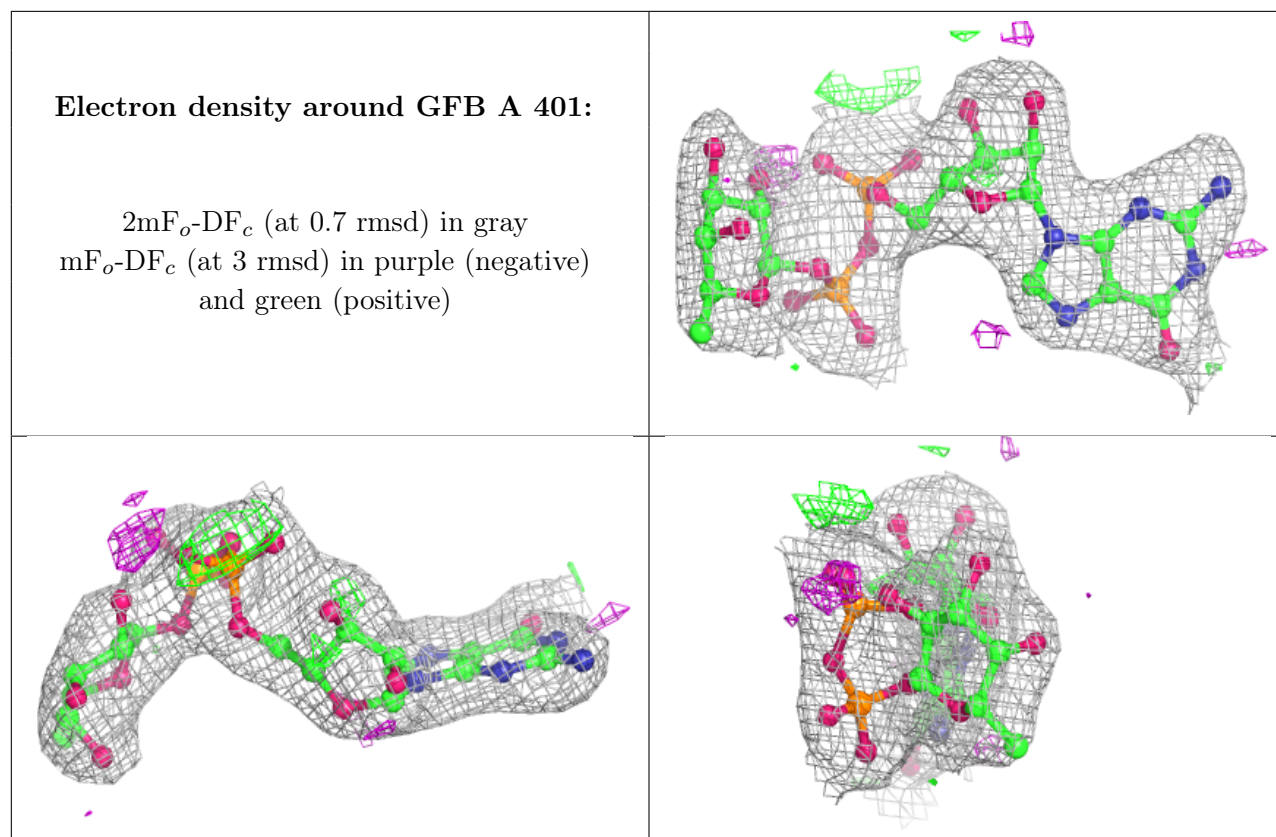 Electron density around GFB A 401:
2mFo-DFc (at 0.7 rmsd) in gray
mFo-DFc (at 3 rmsd) in purple (negative)
and green (positive)